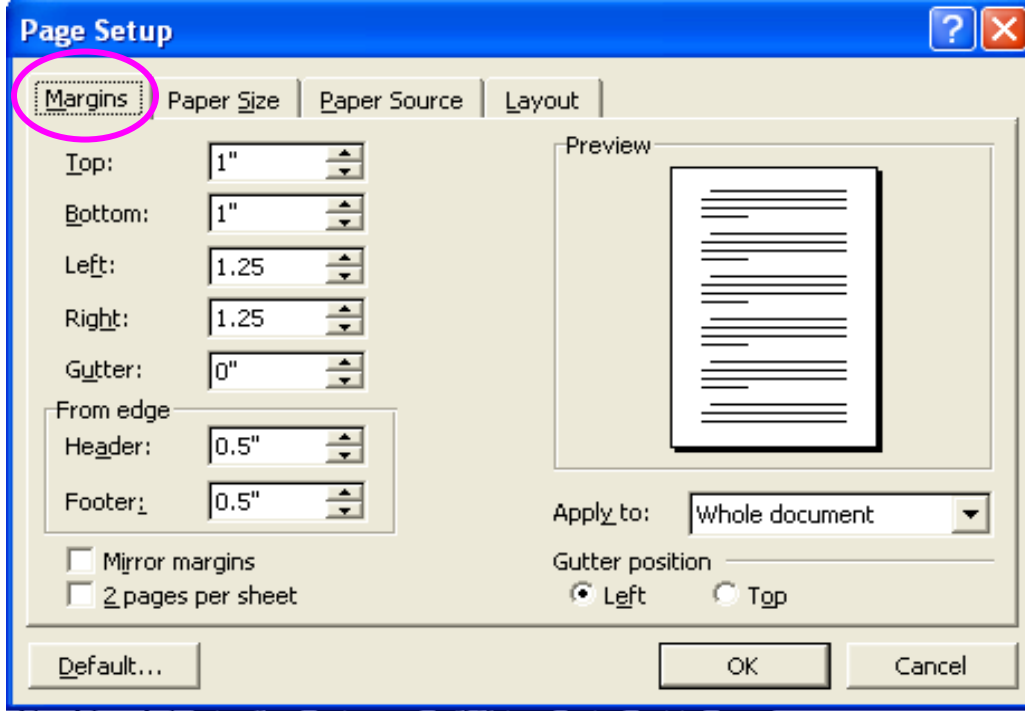 Page Setup
Margins Paper Size Paper Source Layout
Top: 1"
Bottom: 1"
Left: 1.25
Right: 1.25
Gutter: 0"
From edge
Header: 0.5"
Footer: 0.5"
Mirror margins
2 pages per sheet
Preview
Apply to: Whole document
Gutter position
Left Top
Default... OK Cancel